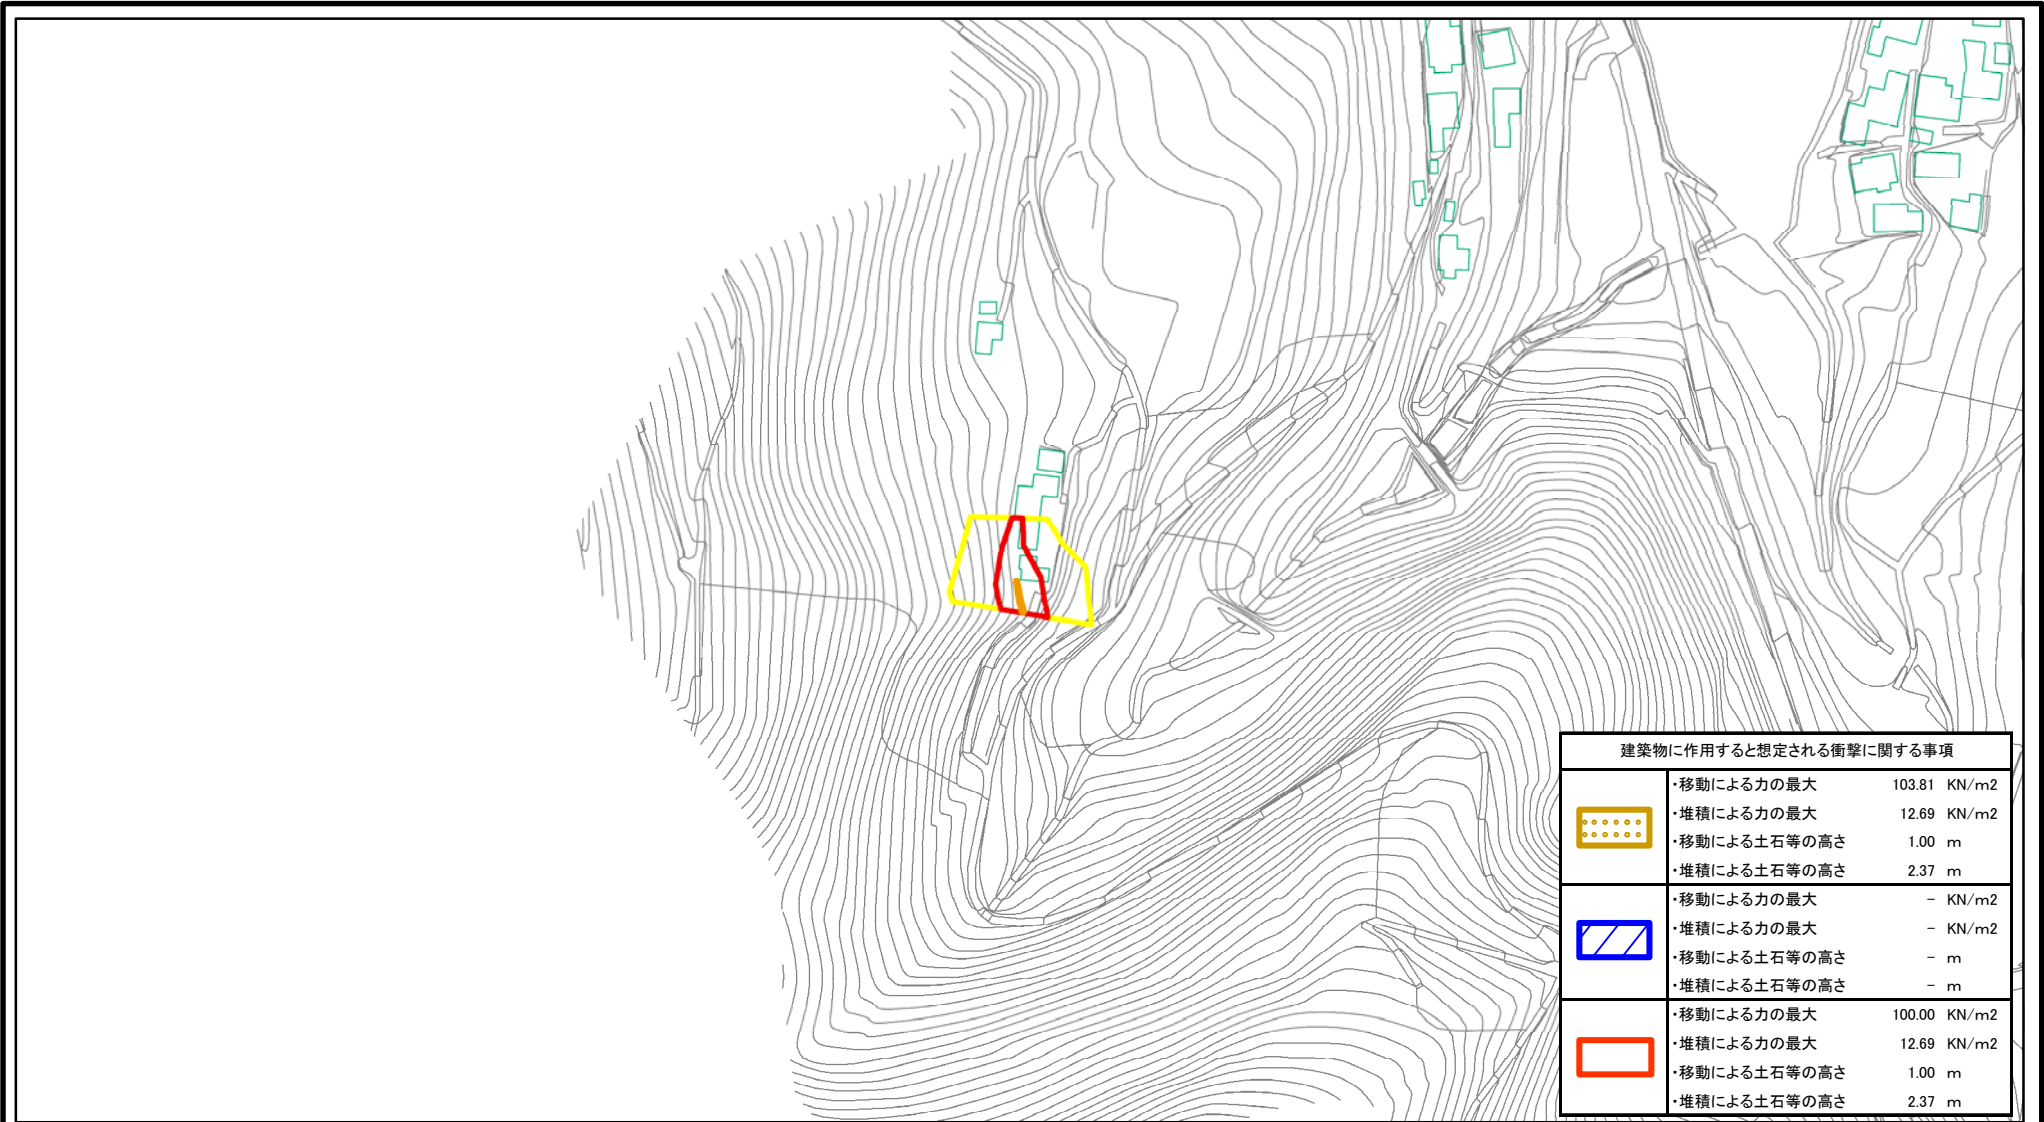 建築物に作用すると想定される衝撃に関する事項
・移動による力の最大 103.81 KN/m2
・堆積による力の最大 12.69 KN/m2
・移動による土石等の高さ 1.00 m
・堆積による土石等の高さ 2.37 m
・移動による力の最大 - KN/m2
・堆積による力の最大 - KN/m2
・移動による土石等の高さ - m
・堆積による土石等の高さ - m
・移動による力の最大 100.00 KN/m2
・堆積による力の最大 12.69 KN/m2
・移動による土石等の高さ 1.00 m
・堆積による土石等の高さ 2.37 m